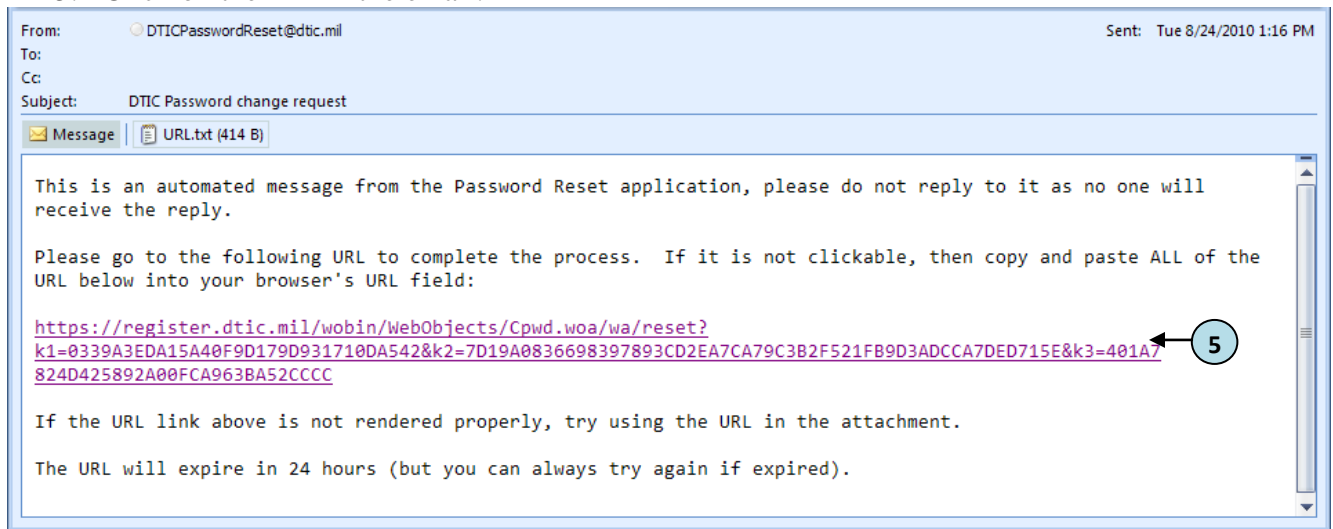 From: DTICPasswordReset@dtic.mil Sent: Tue 8/24/2010 1:16 PM
To:
Cc:
Subject: DTIC Password change request
Message URL.txt (414 B)
This is an automated message from the Password Reset application, please do not reply to it as no one will
receive the reply.
Please go to the following URL to complete the process. If it is not clickable, then copy and paste ALL of the
URL below into your browser's URL field:
https://register.dtic.mil/wobin/WebObjects/Cpwd.woa/wa/reset?
k1=0339A3EDA15A40F9D179D931710DA542&k2=7D19A0836698397893CD2EA7CA79C3B2F521FB9D3ADCCA7DED715E&k3=401A7
824D425892A00FCA963BA52CCCC
5
If the URL link above is not rendered properly, try using the URL in the attachment.
The URL will expire in 24 hours (but you can always try again if expired).